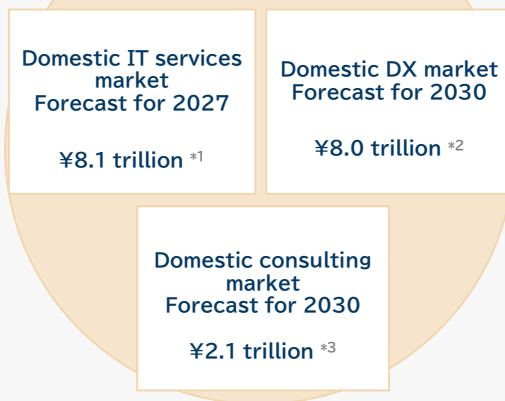 Domestic IT services
market
Forecast for 2027
¥8.1 trillion *1
Domestic DX market
Forecast for 2030
¥8.0 trillion *2
Domestic consulting
market
Forecast for 2030
¥2.1 trillion *3